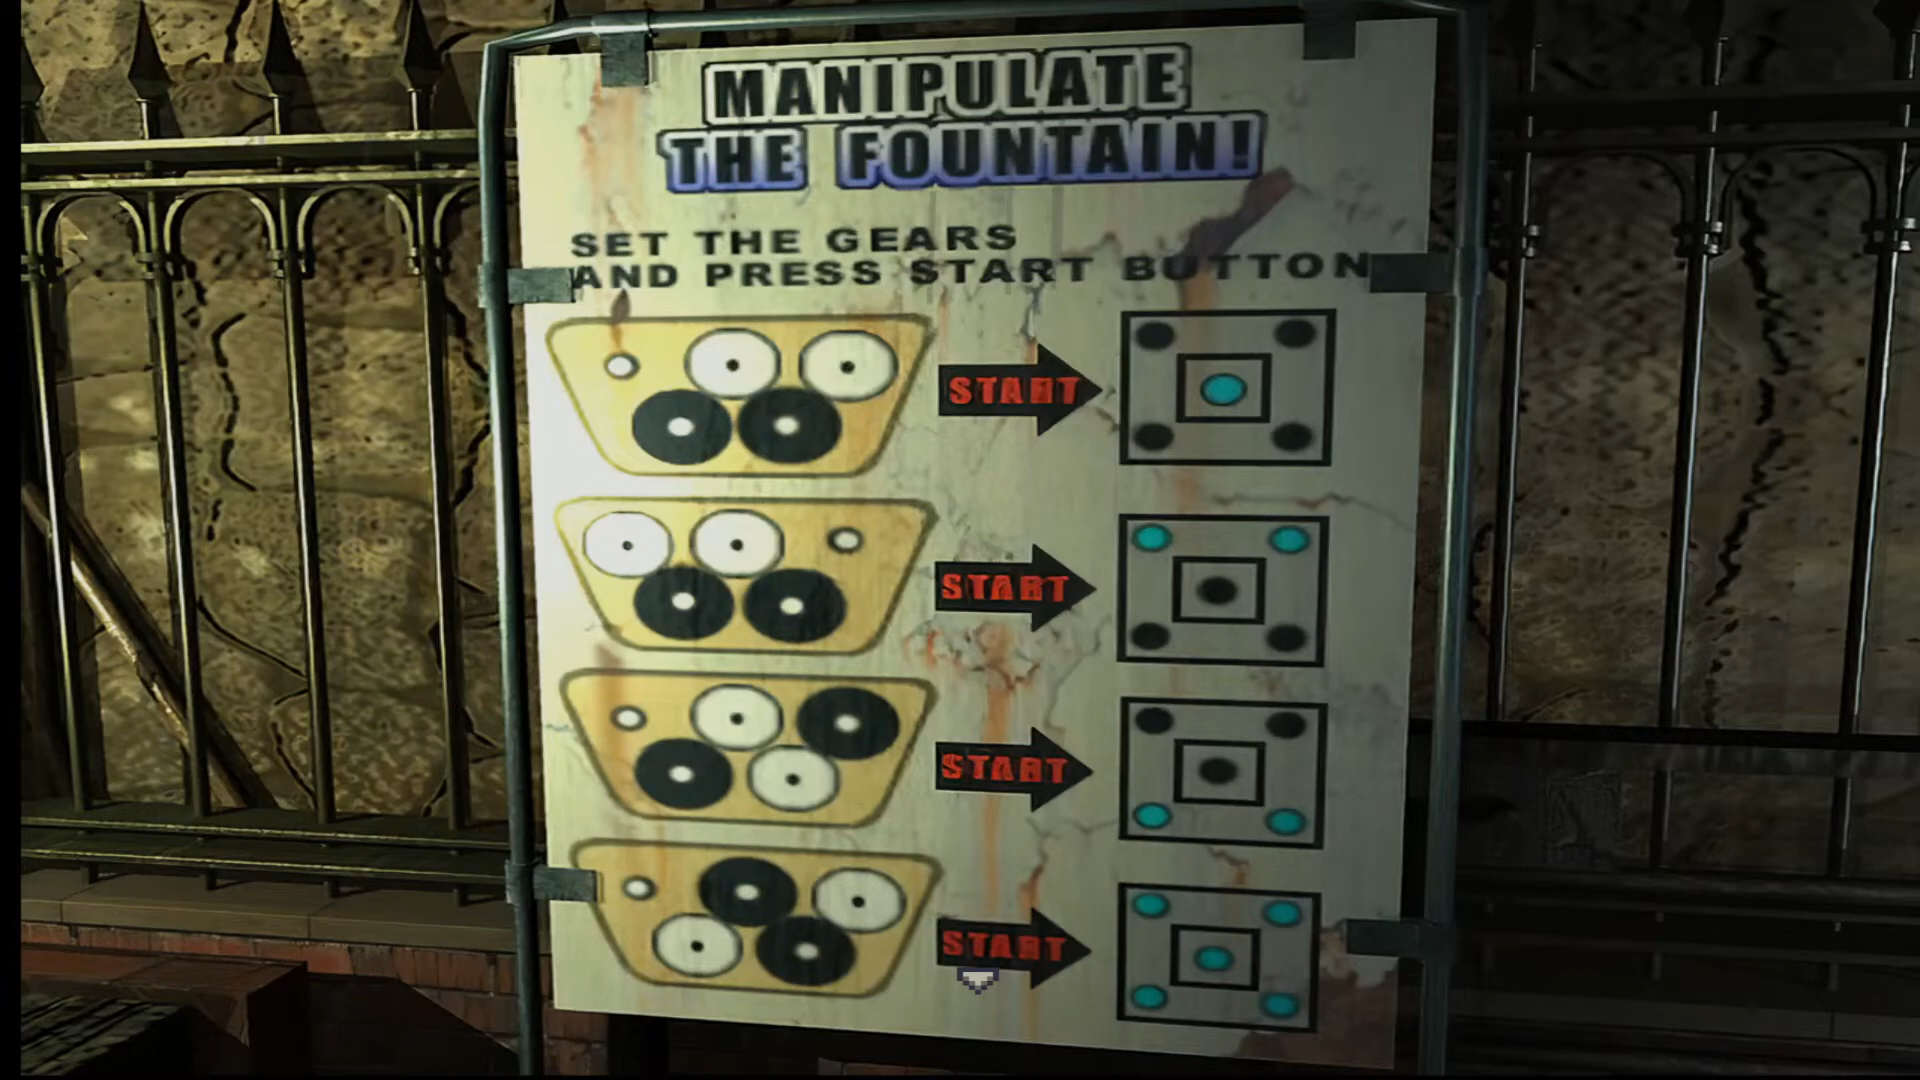 MANIPULATE
THE FOUNTAIN!
SET THE GEARS
AND PRESS START BUTTON
START
START
START
START